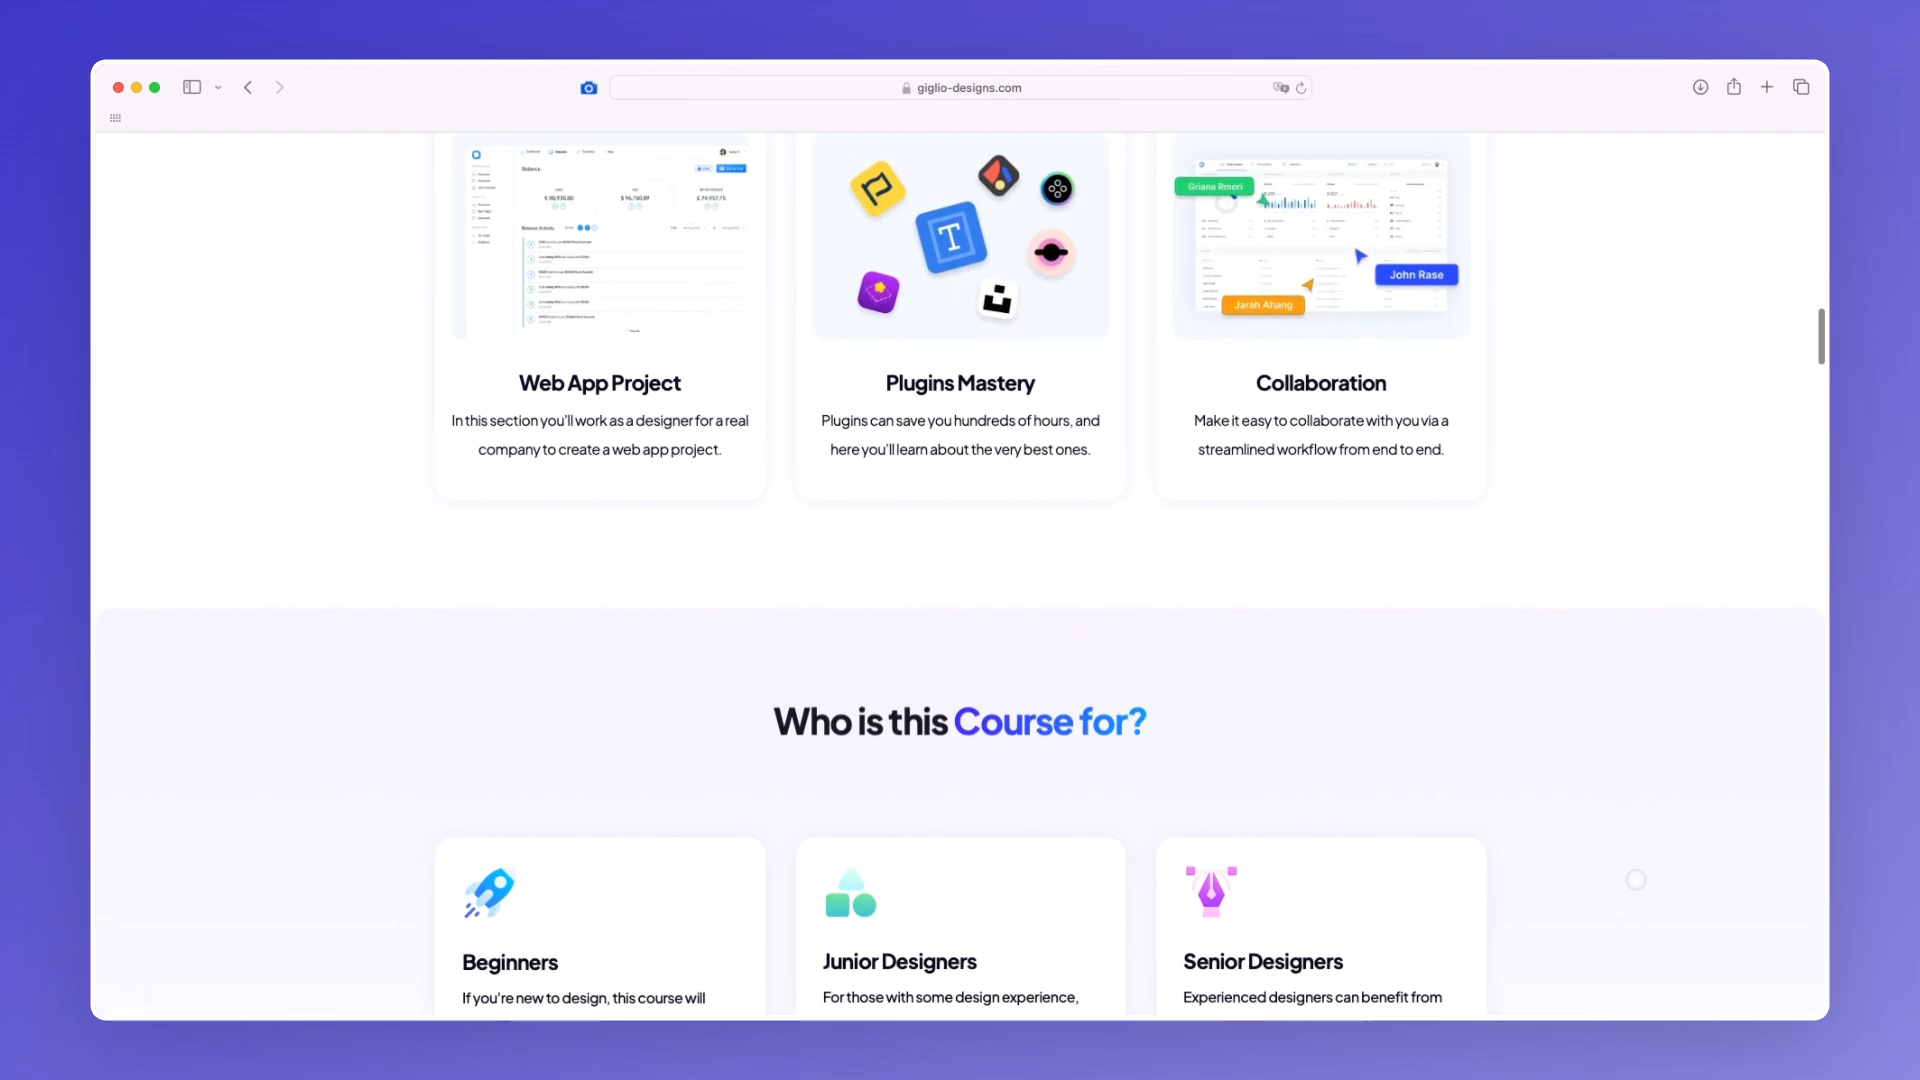 giglio-designs.com
Balance
Balance Activity
T
Griana Rmori
John Rase
Jarah Ahang
Web App Project
In this section you'll work as a designer for a real
company to create a web app project.
Plugins Mastery
Plugins can save you hundreds of hours, and
here you'll learn about the very best ones.
Collaboration
Make it easy to collaborate with you via a
streamlined workflow from end to end.
Who is this Course for?
Beginners
If you're new to design, this course will
Junior Designers
For those with some design experience,
Senior Designers
Experienced designers can benefit from